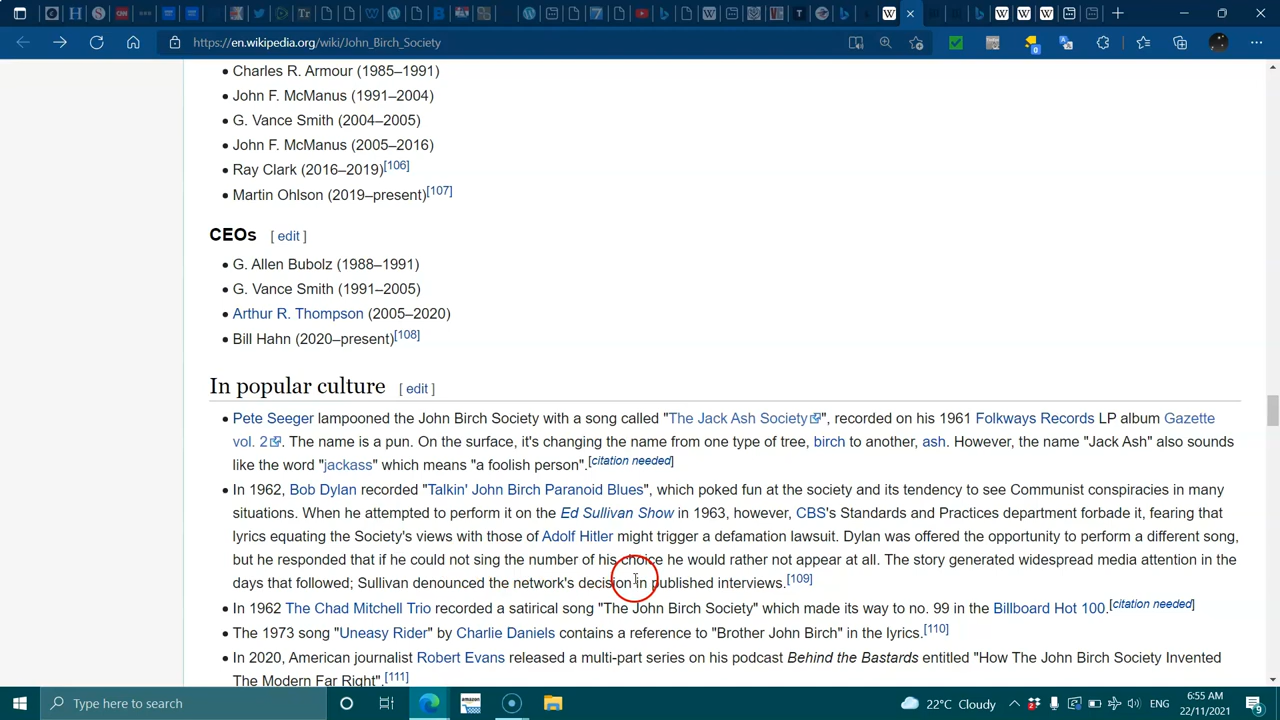 https://en.wikipedia.org/wiki/John_Birch_Society
Charles R. Armour (1985–1991)
John F. McManus (1991–2004)
G. Vance Smith (2004–2005)
John F. McManus (2005–2016)
Ray Clark (2016–2019)[106]
Martin Ohlson (2019–present)[107]
CEOs [ edit ]
G. Allen Bubolz (1988–1991)
G. Vance Smith (1991–2005)
Arthur R. Thompson (2005–2020)
Bill Hahn (2020–present)[108]
In popular culture [ edit ]
Pete Seeger lampooned the John Birch Society with a song called "The Jack Ash Society", recorded on his 1961 Folkways Records LP album Gazette
vol. 2. The name is a pun. On the surface, it's changing the name from one type of tree, birch to another, ash. However, the name "Jack Ash" also sounds
like the word "jackass" which means "a foolish person".[citation needed]
In 1962, Bob Dylan recorded "Talkin' John Birch Paranoid Blues", which poked fun at the society and its tendency to see Communist conspiracies in many
situations. When he attempted to perform it on the Ed Sullivan Show in 1963, however, CBS's Standards and Practices department forbade it, fearing that
lyrics equating the Society's views with those of Adolf Hitler might trigger a defamation lawsuit. Dylan was offered the opportunity to perform a different song,
but he responded that if he could not sing the number of his choice he would rather not appear at all. The story generated widespread media attention in the
days that followed; Sullivan denounced the network's decision in published interviews.[109]
In 1962 The Chad Mitchell Trio recorded a satirical song "The John Birch Society" which made its way to no. 99 in the Billboard Hot 100.[citation needed]
The 1973 song "Uneasy Rider" by Charlie Daniels contains a reference to "Brother John Birch" in the lyrics.[110]
In 2020, American journalist Robert Evans released a multi-part series on his podcast Behind the Bastards entitled "How The John Birch Society Invented
The Modern Far Right".[111]
Type here to search
22°C Cloudy
ENG
6:55 AM
22/11/2021